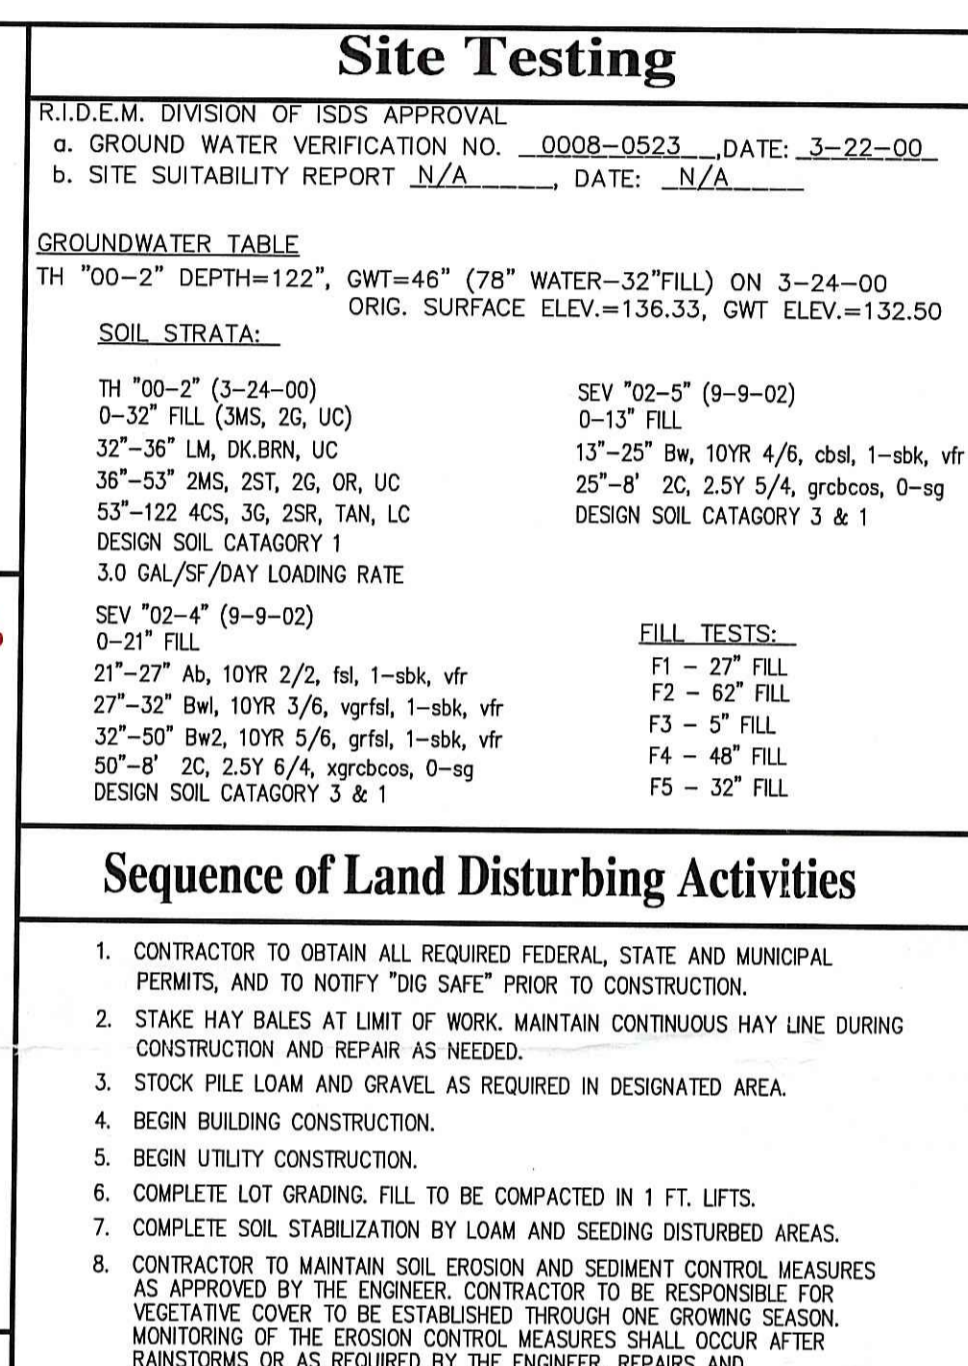 Site Testing
R.I.D.E.M. DIVISION OF ISDS APPROVAL
a. GROUND WATER VERIFICATION NO. 0008-0523 , DATE: 3-22-00
b. SITE SUITABILITY REPORT N/A , DATE: N/A
GROUNDWATER TABLE
TH "00-2" DEPTH=122", GWT=46" (78" WATER-32"FILL) ON 3-24-00
ORIG. SURFACE ELEV.=136.33, GWT ELEV.=132.50
SOIL STRATA:
TH "00-2" (3-24-00)
0-32" FILL (3MS, 2G, UC)
32"-36" LM, DK.BRN, UC
36"-53" 2MS, 2ST, 2G, OR, UC
53"-122 4CS, 3G, 2SR, TAN, LC
DESIGN SOIL CATAGORY 1
3.0 GAL/SF/DAY LOADING RATE
SEV "02-4" (9-9-02)
0-21" FILL
21"-27" Ab, 10YR 2/2, fsl, 1-sbk, vfr
27"-32" Bwl, 10YR 3/6, vgrfsl, 1-sbk, vfr
32"-50" Bw2, 10YR 5/6, grfsl, 1-sbk, vfr
50"-8' 2C, 2.5Y 6/4, xgrcbcos, 0-sg
DESIGN SOIL CATAGORY 3 & 1
SEV "02-5" (9-9-02)
0-13" FILL
13"-25" Bw, 10YR 4/6, cbsl, 1-sbk, vfr
25"-8' 2C, 2.5Y 5/4, grcbcos, 0-sg
DESIGN SOIL CATAGORY 3 & 1
FILL TESTS:
F1 - 27" FILL
F2 - 62" FILL
F3 - 5" FILL
F4 - 48" FILL
F5 - 32" FILL
Sequence of Land Disturbing Activities
1. CONTRACTOR TO OBTAIN ALL REQUIRED FEDERAL, STATE AND MUNICIPAL
PERMITS, AND TO NOTIFY "DIG SAFE" PRIOR TO CONSTRUCTION.
2. STAKE HAY BALES AT LIMIT OF WORK. MAINTAIN CONTINUOUS HAY LINE DURING
CONSTRUCTION AND REPAIR AS NEEDED.
3. STOCK PILE LOAM AND GRAVEL AS REQUIRED IN DESIGNATED AREA.
4. BEGIN BUILDING CONSTRUCTION.
5. BEGIN UTILITY CONSTRUCTION.
6. COMPLETE LOT GRADING. FILL TO BE COMPACTED IN 1 FT. LIFTS.
7. COMPLETE SOIL STABILIZATION BY LOAM AND SEEDING DISTURBED AREAS.
8. CONTRACTOR TO MAINTAIN SOIL EROSION AND SEDIMENT CONTROL MEASURES
AS APPROVED BY THE ENGINEER. CONTRACTOR TO BE RESPONSIBLE FOR
VEGETATIVE COVER TO BE ESTABLISHED THROUGH ONE GROWING SEASON.
MONITORING OF THE EROSION CONTROL MEASURES SHALL OCCUR AFTER
RAINSTORMS OR AS REQUIRED BY THE ENGINEER. REPAIRS AND